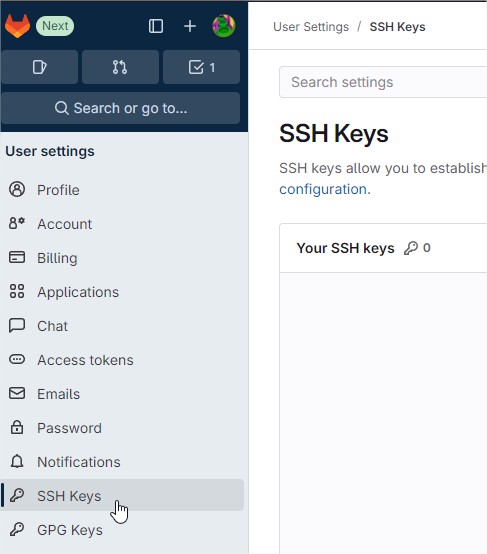 Next
1
Search or go to...
User settings
Profile
Account
Billing
Applications
Chat
Access tokens
Emails
Password
Notifications
SSH Keys
GPG Keys
User Settings / SSH Keys
Search settings
SSH Keys
SSH keys allow you to establish
configuration.
Your SSH keys 0